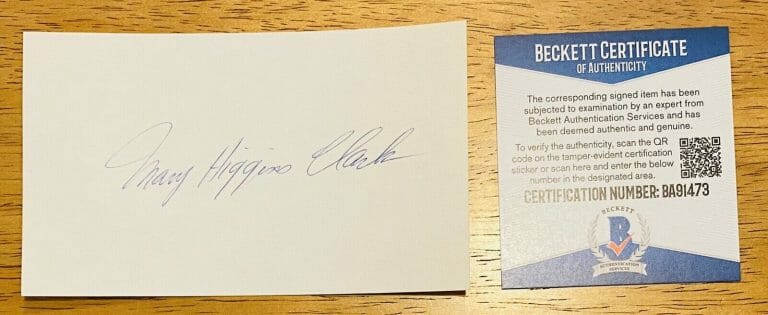 Mary Higgins Clark
BECKETT CERTIFICATE
OF AUTHENTICITY
The corresponding signed item has been
subjected to examination by an expert from
Beckett Authentication Services and has
been deemed authentic and genuine.
To verify the authenticity, scan the QR
code on the tamper-evident certification
sticker or scan here and enter the below
number in the designated area.
CERTIFICATION NUMBER: BA91473
BECKETT
B
AUTHENTICATION
SERVICES